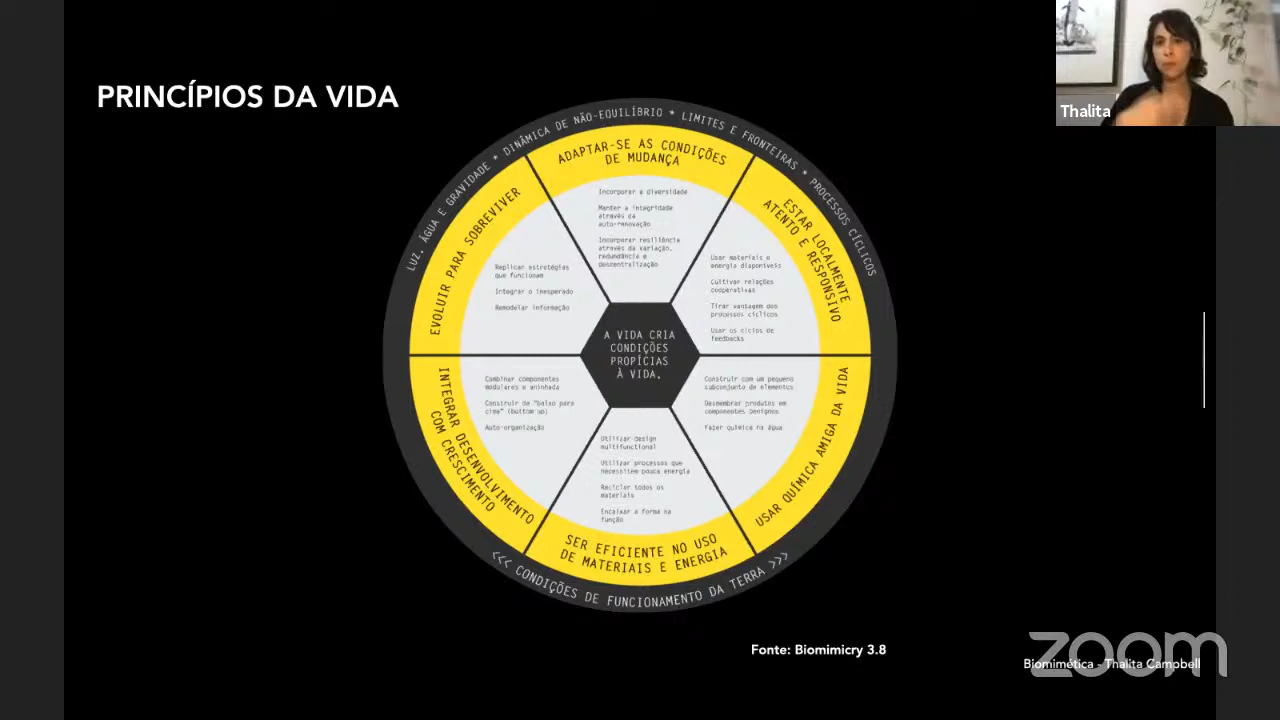 PRINCÍPIOS DA VIDA
Thalita
LUZ, ÁGUA E GRAVIDADE * DINÂMICA DE NÃO-EQUILÍBRIO * LIMITES E FRONTEIRAS * PROCESSOS CÍCLICOS
ADAPTAR-SE AS CONDIÇÕES
DE MUDANÇA
Incorporar a diversidade
Manter a integridade
através da
auto-renovação
Incorporar resiliência
através da variação,
redundância e
descentralização
ESTAR LOCALMENTE
ATENTO E RESPONSIVO
Usar materiais e
energia disponíveis
Cultivar relações
cooperativas
Tirar vantagem dos
processos cíclicos
Usar os ciclos de
feedbacks
USAR QUÍMICA AMIGA DA VIDA
Construir com um pequeno
subconjunto de elementos
Desmembrar produtos em
componentes benignos
Fazer química na água
SER EFICIENTE NO USO
DE MATERIAIS E ENERGIA
Utilizar design
multifunctional
Utilizar processos que
necessitem pouca energia
Reciclar todos os
materiais
Encaixar a forma na
função
INTEGRAR DESENVOLVIMENTO
COM CRESCIMENTO
Combinar componentes
modulares e aninhada
Construir de "baixo para
cima" (bottom up)
Auto-organização
EVOLUIR PARA SOBREVIVER
Replicar estratégias
que funcionam
Integrar o inesperado
Remodelar informação
A VIDA CRIA
CONDIÇÕES
PROPÍCIAS
À VIDA.
<<< CONDIÇÕES DE FUNCIONAMENTO DA TERRA >>>
Fonte: Biomimicry 3.8
zoom
Biomimética - Thalita Campbell